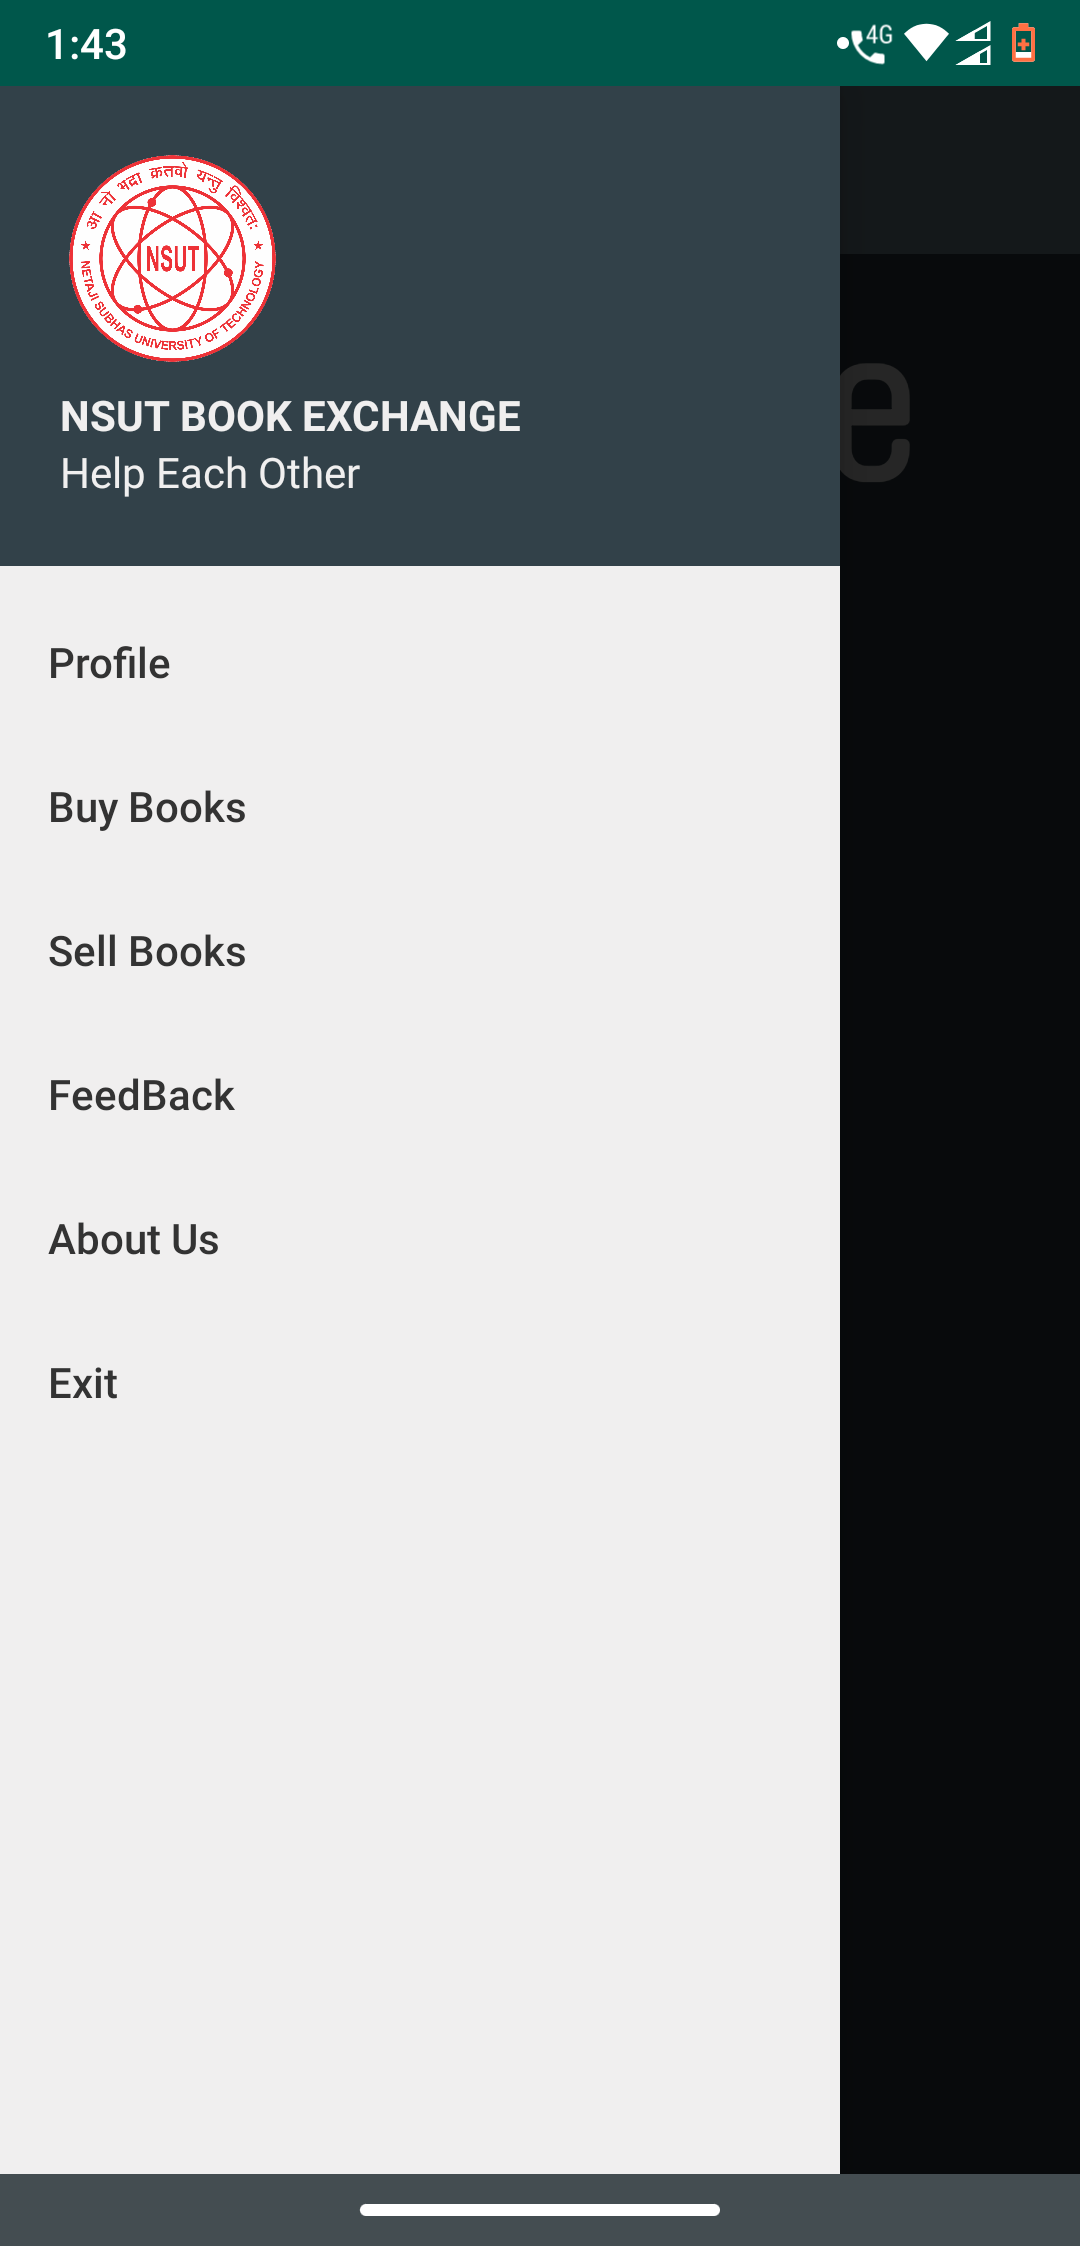 1:43
4G
आ नो भद्राः क्रतवो यन्तु विश्वतः
NSUT
★ NETAJI SUBHAS UNIVERSITY OF TECHNOLOGY ★
NSUT BOOK EXCHANGE
Help Each Other
e
Profile
Buy Books
Sell Books
FeedBack
About Us
Exit